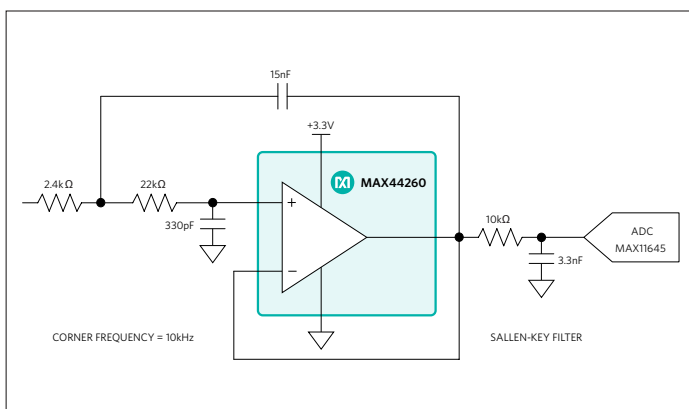 15nF
+3.3V
2.4kΩ
22kΩ
MAX44260
330pF
+
−
10kΩ
ADC
MAX11645
3.3nF
CORNER FREQUENCY = 10kHz
SALLEN-KEY FILTER